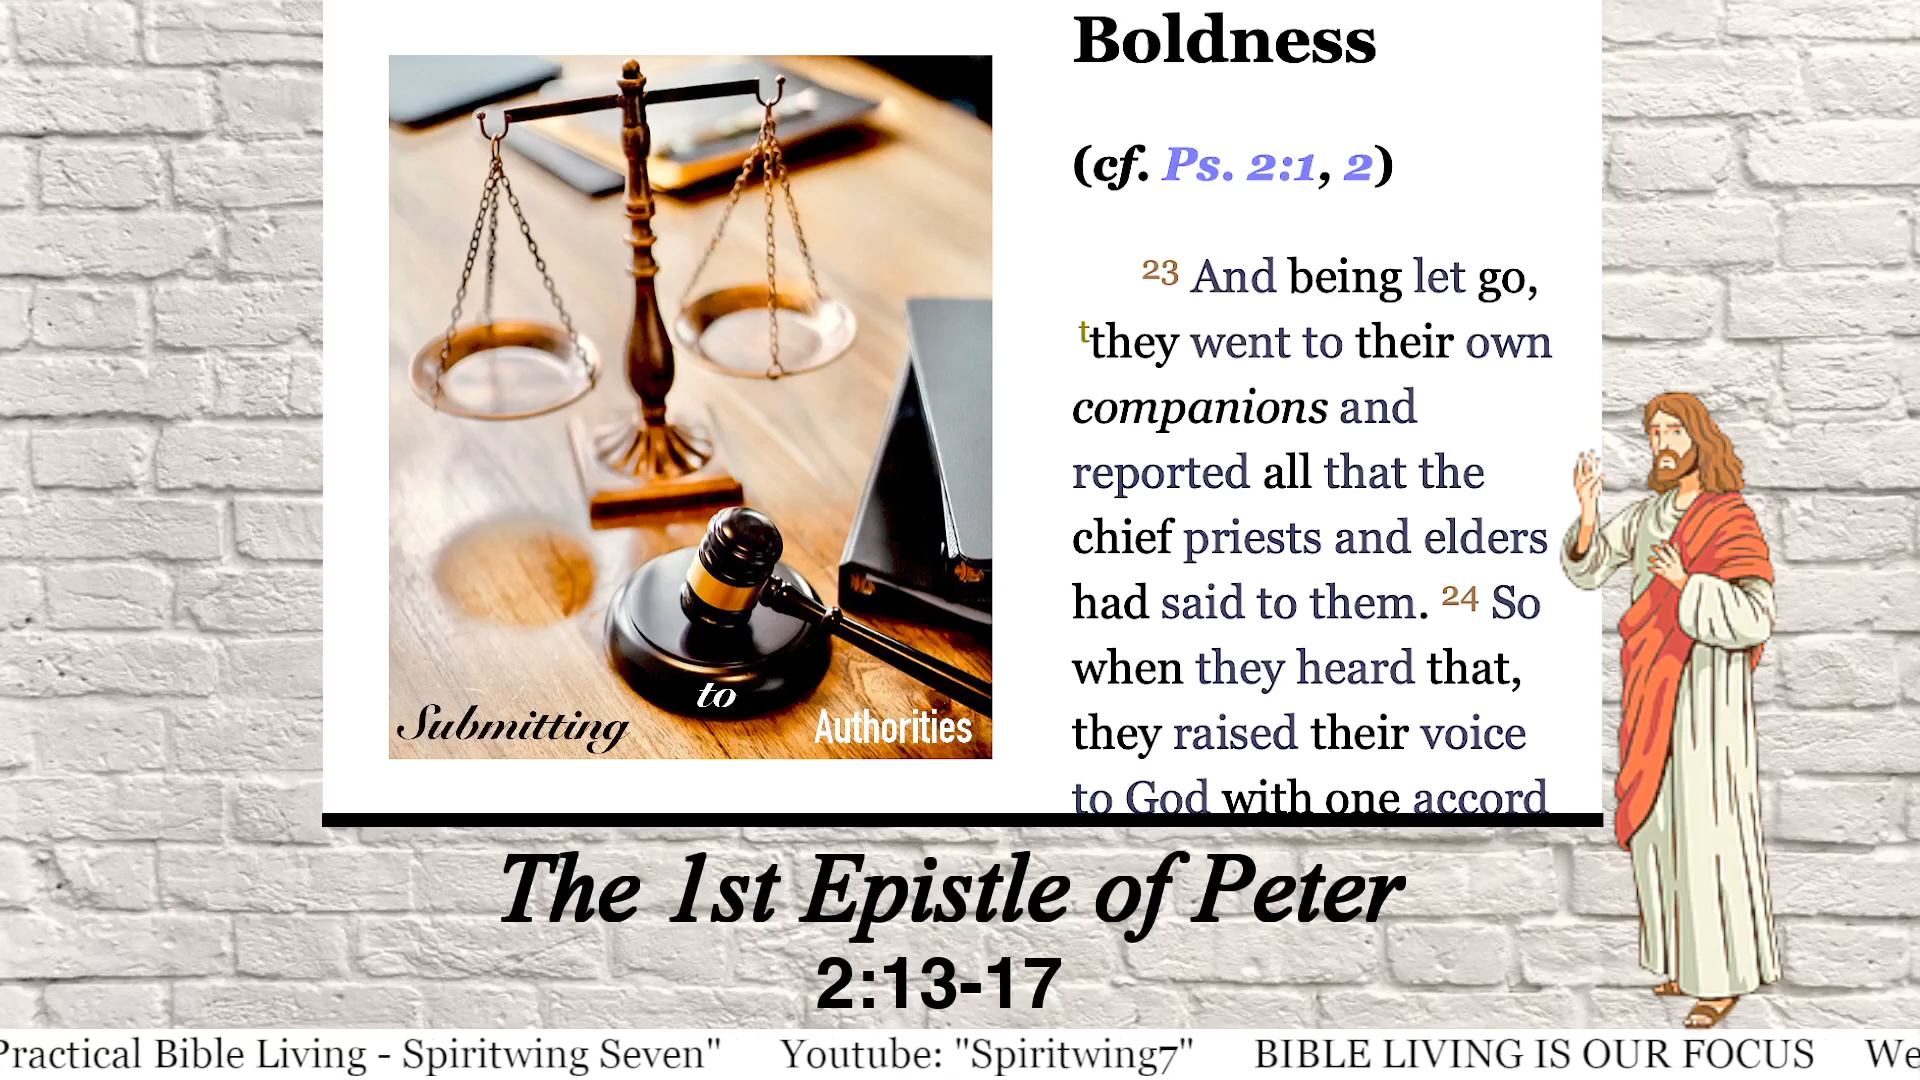 Boldness
(cf. Ps. 2:1, 2)
23 And being let go,
tthey went to their own
companions and
reported all that the
chief priests and elders
had said to them. 24 So
when they heard that,
they raised their voice
to God with one accord
Submitting to Authorities
The 1st Epistle of Peter
2:13-17
Practical Bible Living - Spiritwing Seven" Youtube: "Spiritwing7" BIBLE LIVING IS OUR FOCUS We